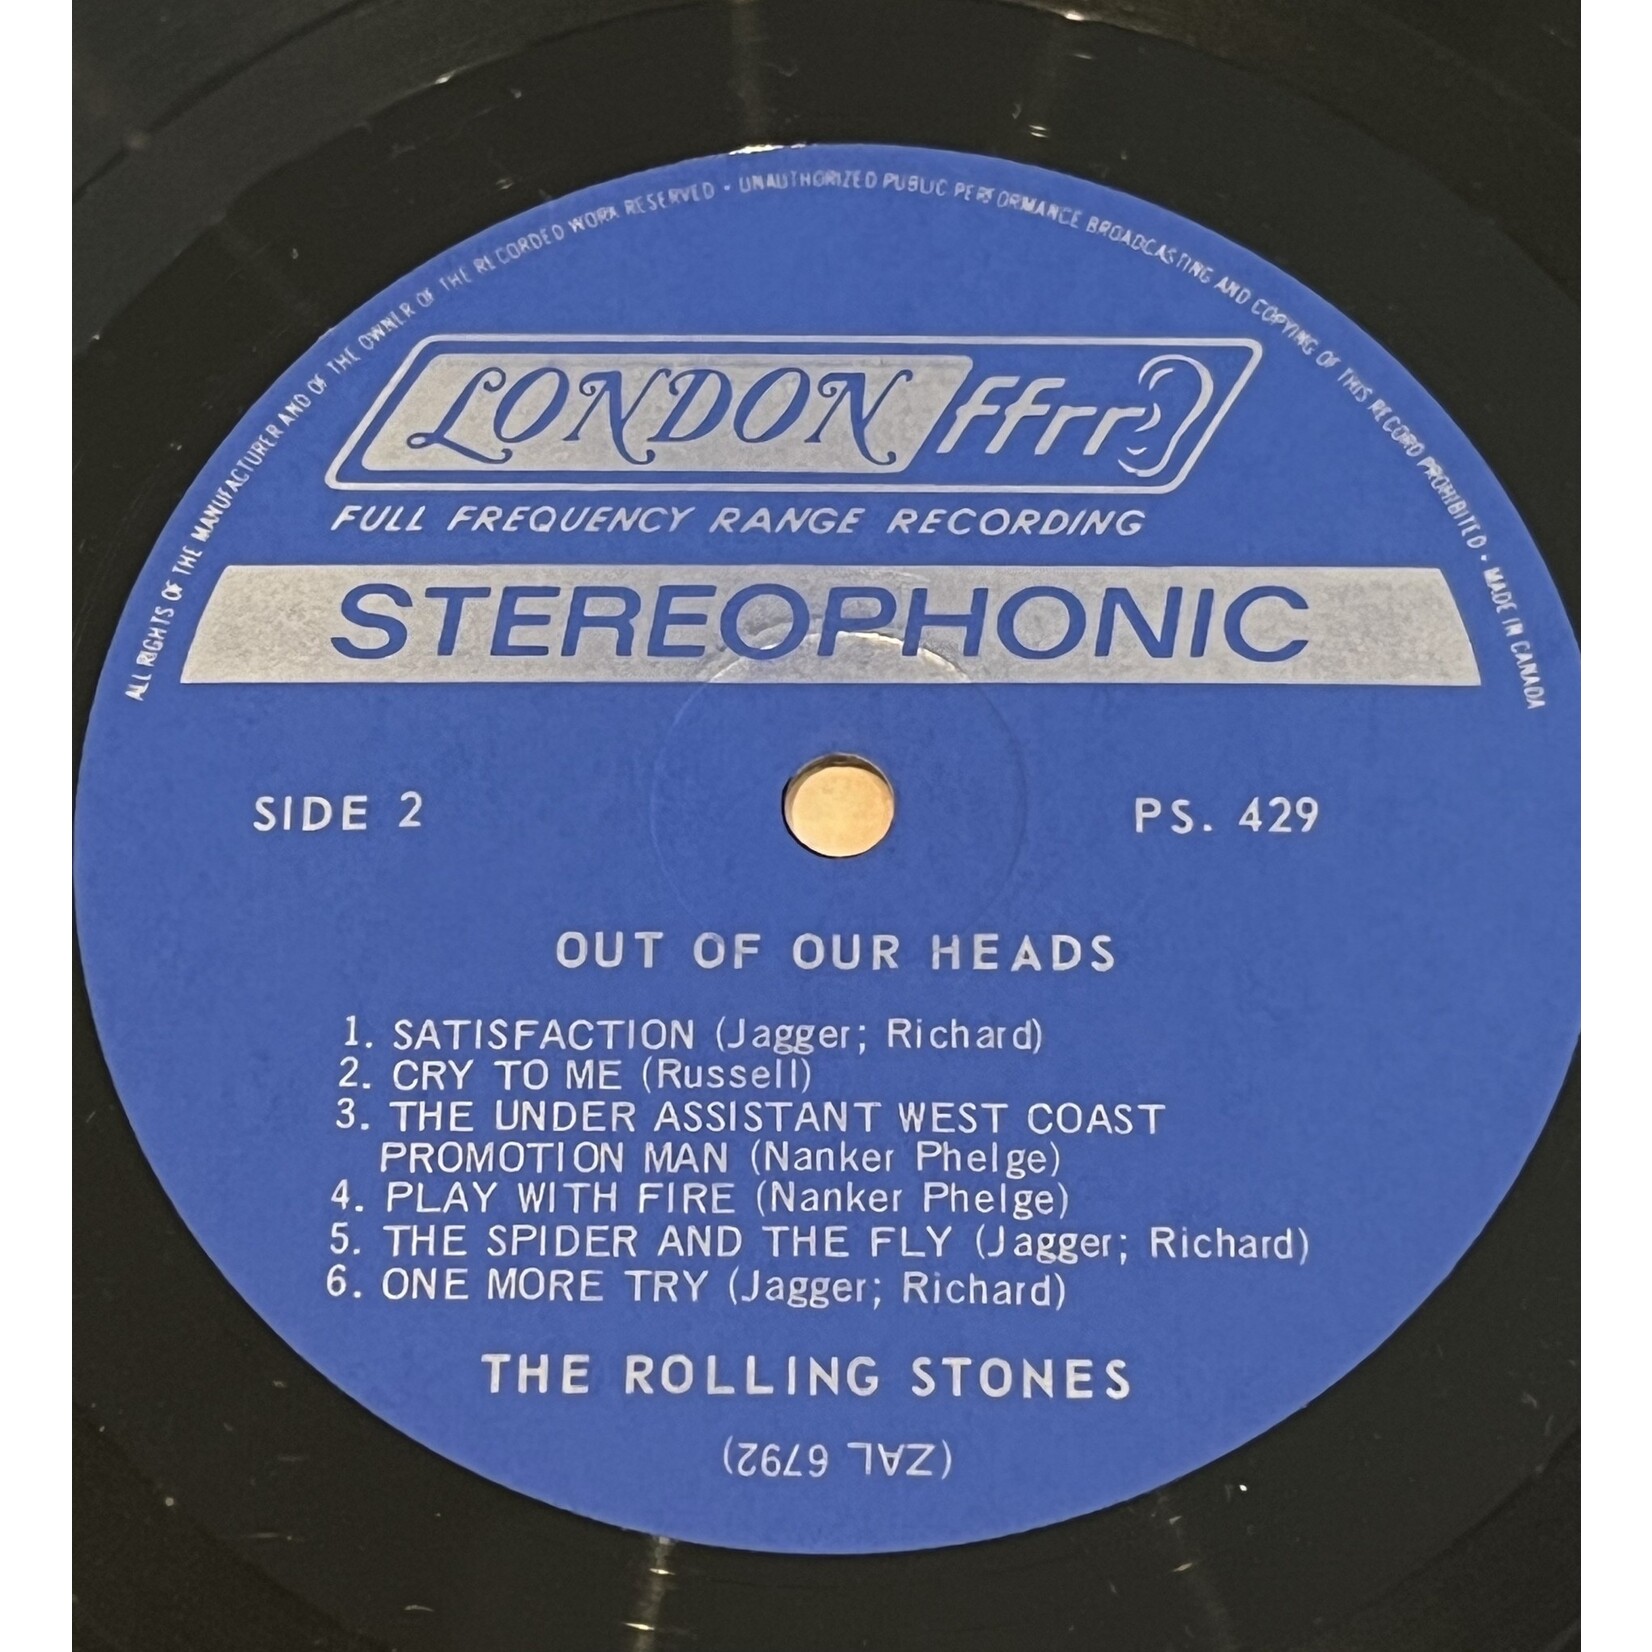 ALL RIGHTS OF THE MANUFACTURER AND OF THE OWNER OF THE RECORDED WORK RESERVED • UNAUTHORIZED PUBLIC PERFORMANCE BROADCASTING AND COPYING OF THIS RECORD PROHIBITED • MADE IN CANADA
LONDON ffrr
FULL FREQUENCY RANGE RECORDING
STEREOPHONIC
SIDE 2 PS. 429
OUT OF OUR HEADS
1. SATISFACTION (Jagger; Richard)
2. CRY TO ME (Russell)
3. THE UNDER ASSISTANT WEST COAST
PROMOTION MAN (Nanker Phelge)
4. PLAY WITH FIRE (Nanker Phelge)
5. THE SPIDER AND THE FLY (Jagger; Richard)
6. ONE MORE TRY (Jagger; Richard)
THE ROLLING STONES
(ZAL 6792)